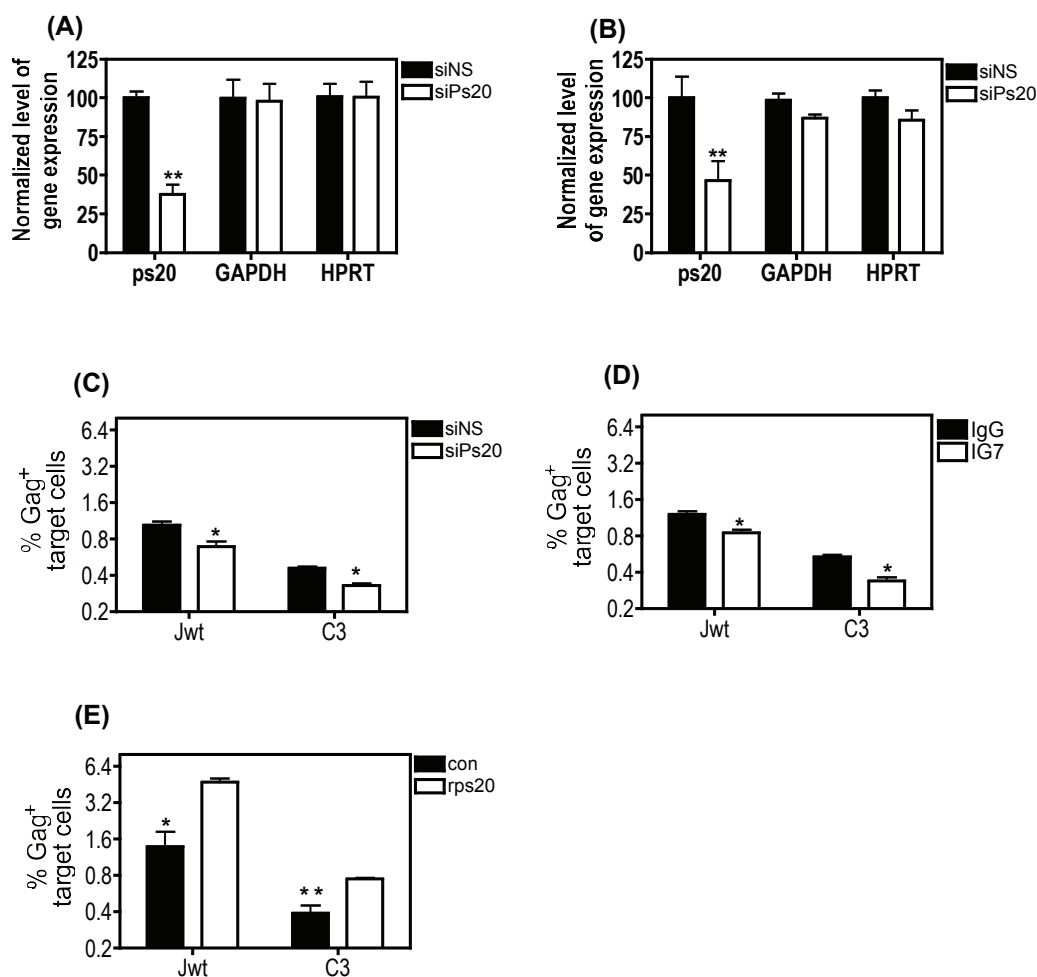 (A)
Normalized level of
gene expression
125
100
75
50
25
0
**
ps20 GAPDH HPRT
siNS
siPs20
(B)
Normalized level
of gene expression
125
100
75
50
25
0
**
ps20 GAPDH HPRT
siNS
siPs20
(C)
% Gag+
target cells
6.4
3.2
1.6
0.8
0.4
0.2
*
*
Jwt C3
siNS
siPs20
(D)
% Gag+
target cells
6.4
3.2
1.6
0.8
0.4
0.2
*
*
Jwt C3
IgG
IG7
(E)
% Gag+
target cells
6.4
3.2
1.6
0.8
0.4
0.2
*
**
Jwt C3
con
rps20